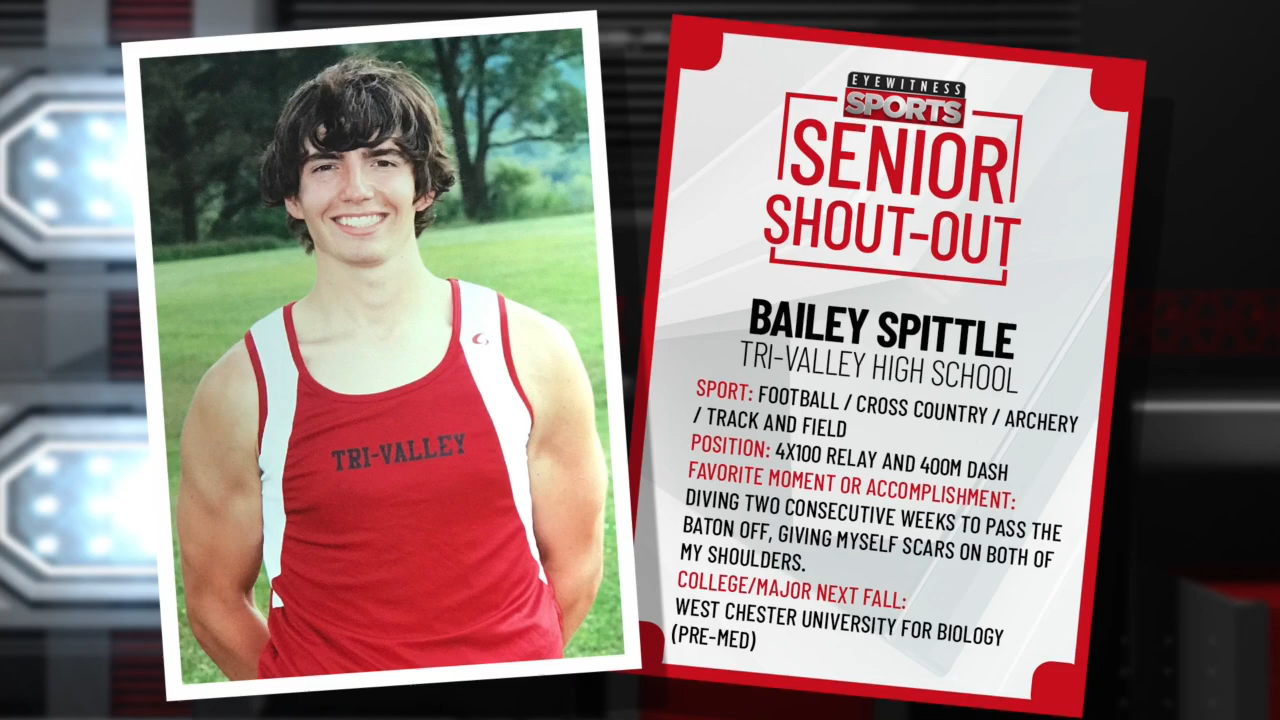 TRI-VALLEY
EYEWITNESS
SPORTS
SENIOR
SHOUT-OUT
BAILEY SPITTLE
TRI-VALLEY HIGH SCHOOL
SPORT: FOOTBALL / CROSS COUNTRY / ARCHERY
/ TRACK AND FIELD
POSITION: 4X100 RELAY AND 400M DASH
FAVORITE MOMENT OR ACCOMPLISHMENT:
DIVING TWO CONSECUTIVE WEEKS TO PASS THE
BATON OFF, GIVING MYSELF SCARS ON BOTH OF
MY SHOULDERS.
COLLEGE/MAJOR NEXT FALL:
WEST CHESTER UNIVERSITY FOR BIOLOGY
(PRE-MED)